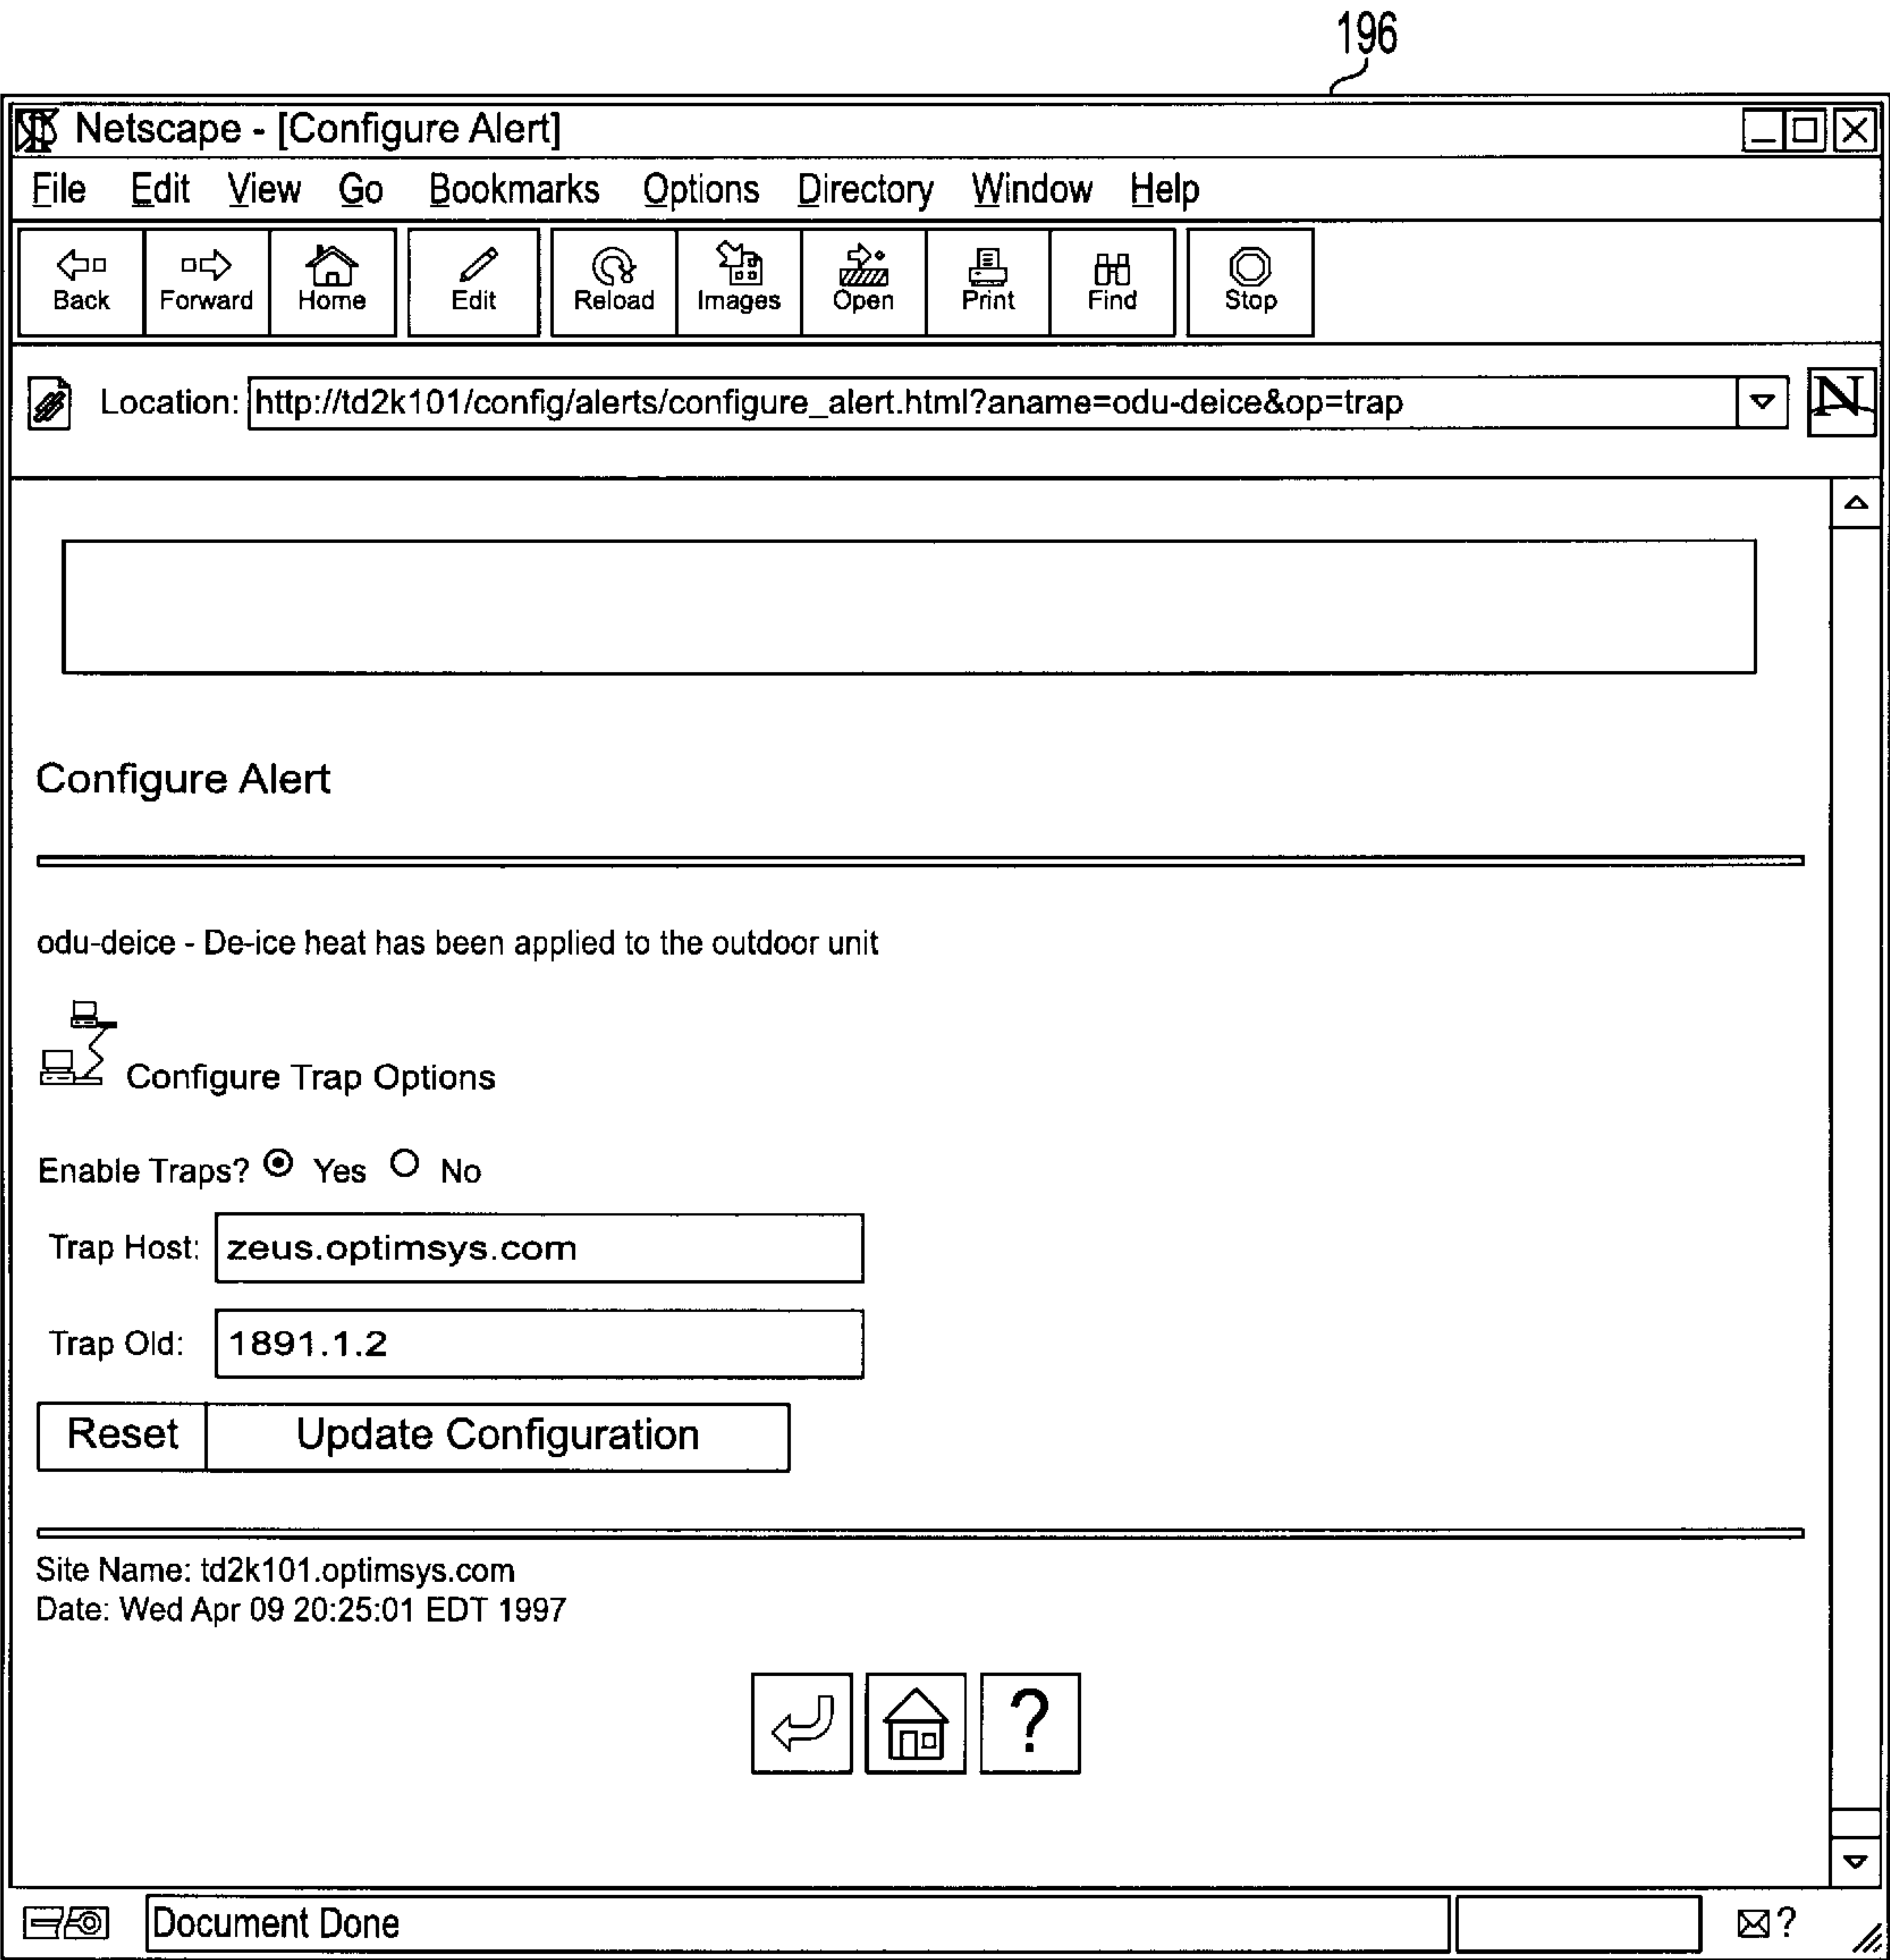 196
Netscape - [Configure Alert]
File Edit View Go Bookmarks Options Directory Window Help
Back Forward Home Edit Reload Images Open Print Find Stop
Location: http://td2k101/config/alerts/configure_alert.html?aname=odu-deice&op=trap
N
Configure Alert
odu-deice - De-ice heat has been applied to the outdoor unit
Configure Trap Options
Enable Traps? Yes No
Trap Host: zeus.optimsys.com
Trap Old: 1891.1.2
Reset Update Configuration
Site Name: td2k101.optimsys.com
Date: Wed Apr 09 20:25:01 EDT 1997
?
Document Done ?